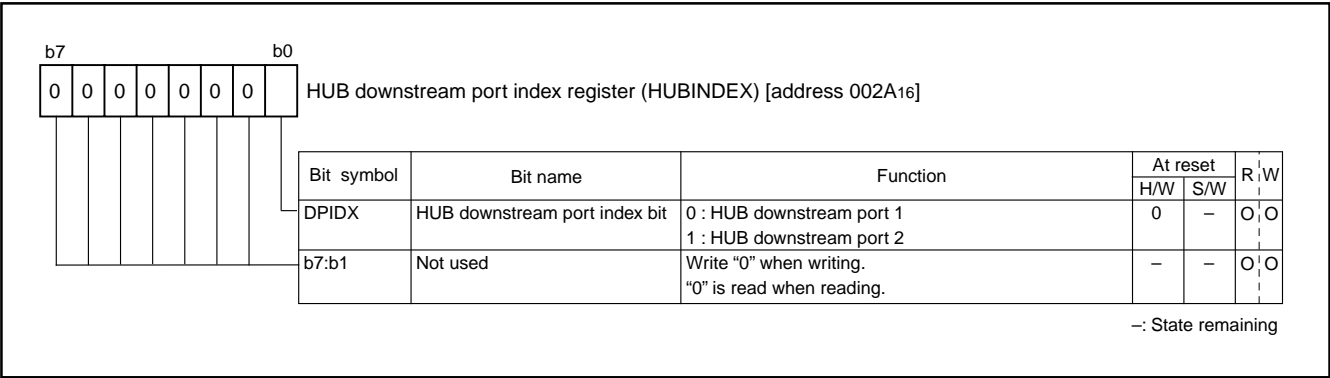 b7 b0
0 0 0 0 0 0 0 HUB downstream port index register (HUBINDEX) [address 002A16]
Bit symbol Bit name Function At reset R W
H/W S/W
DPIDX HUB downstream port index bit 0 : HUB downstream port 1 0 – O O
1 : HUB downstream port 2
b7:b1 Not used Write “0” when writing. – – O O
“0” is read when reading.
–: State remaining